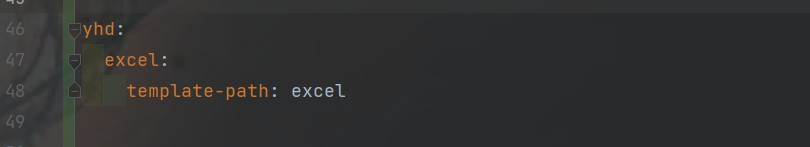 46 yhd:
47 excel:
48 template-path: excel
49